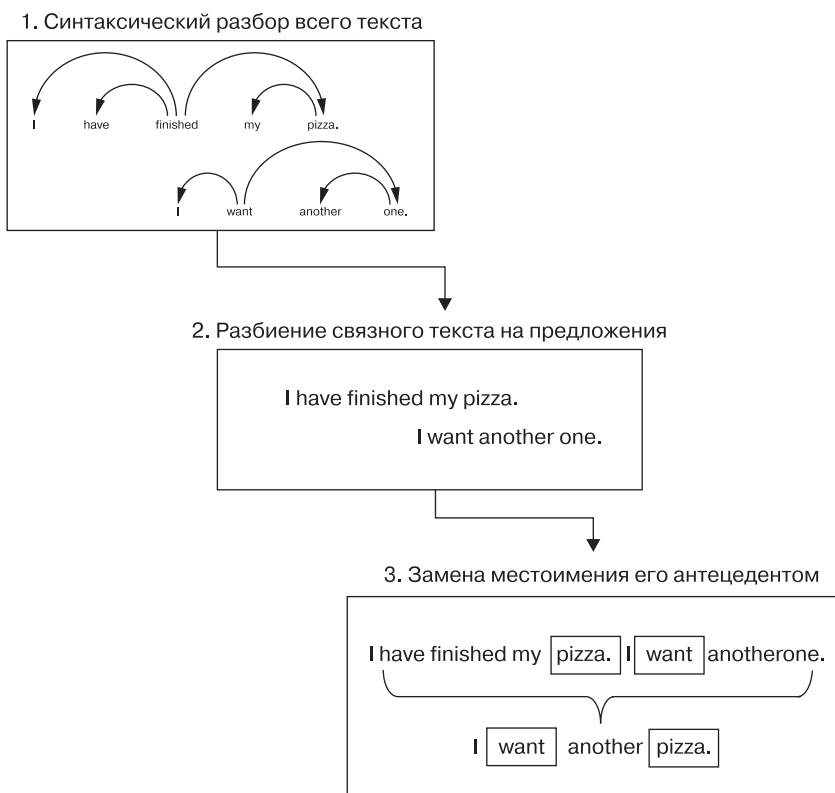 1. Синтаксический разбор всего текста
I have finished my pizza.
I want another one.
2. Разбиение связного текста на предложения
I have finished my pizza.
I want another one.
3. Замена местоимения его антецедентом
I have finished my pizza. I want anotherone.
I want another pizza.